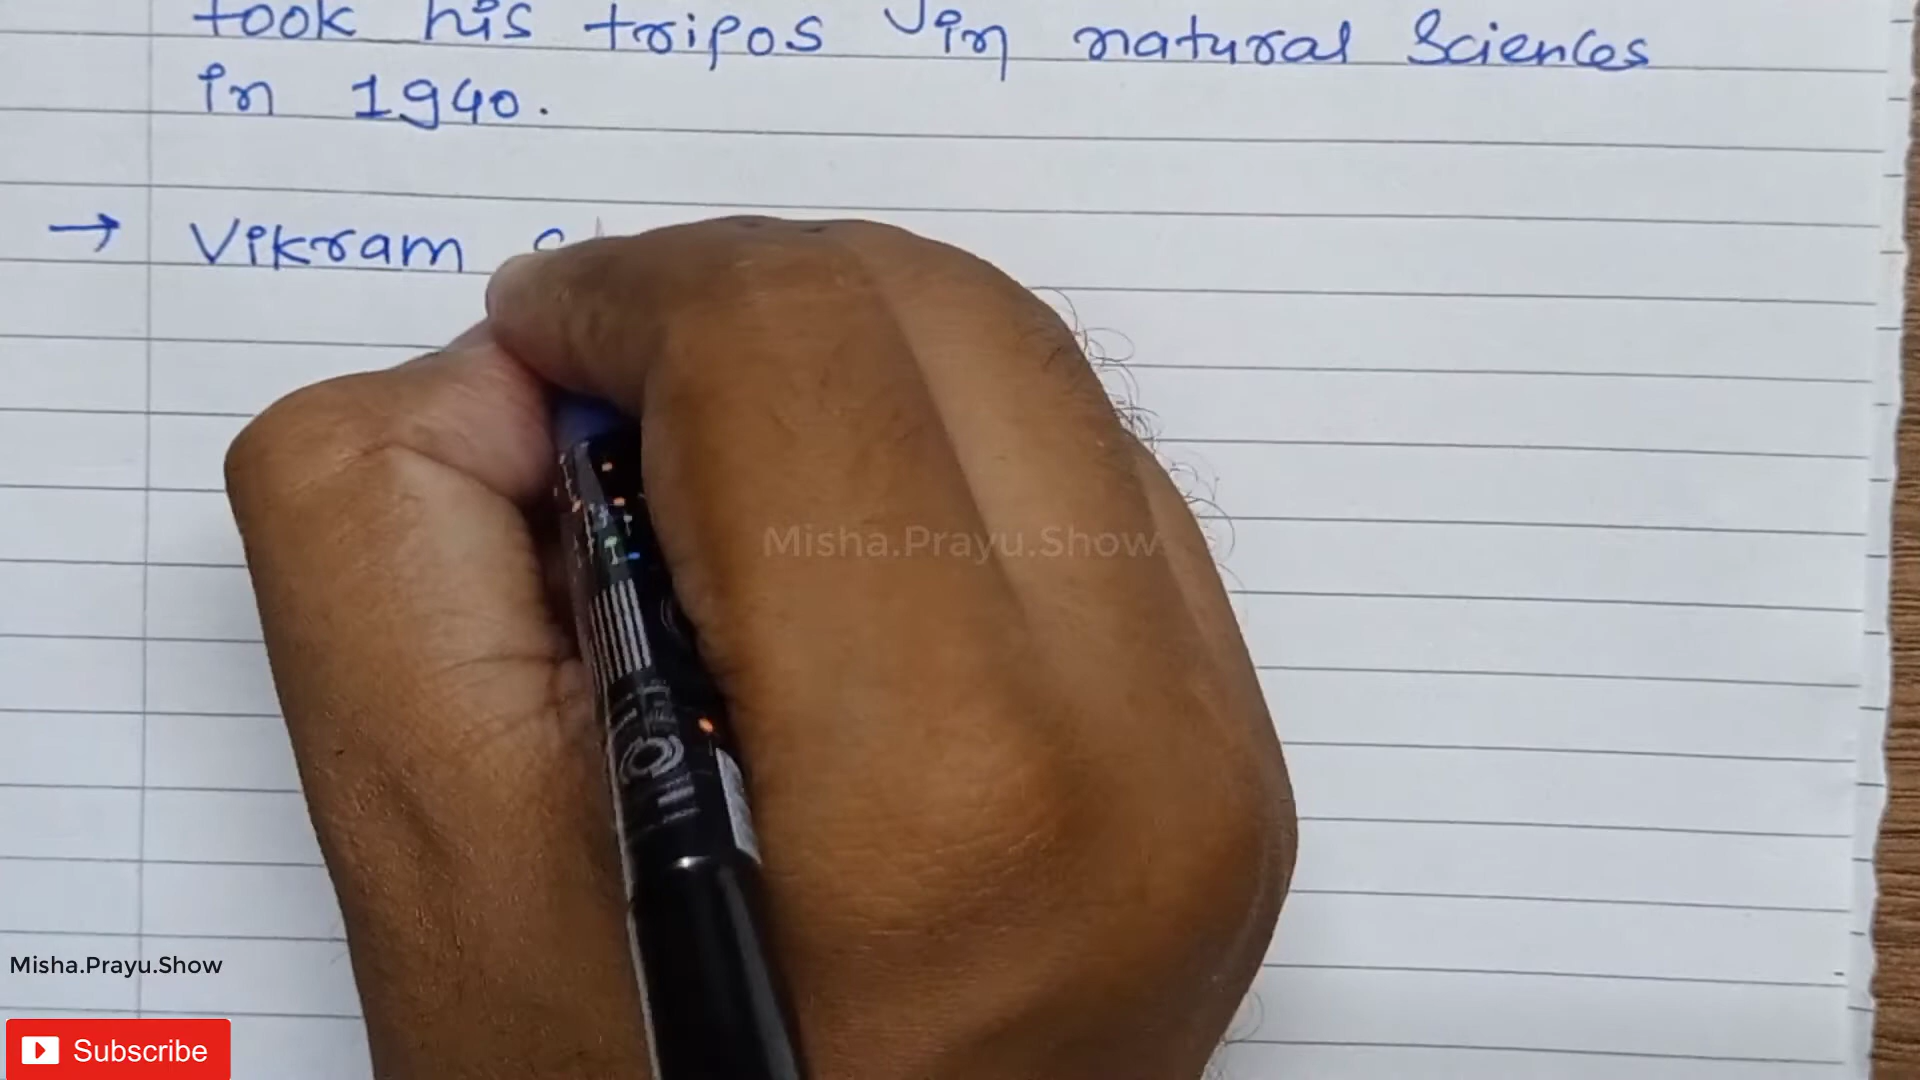 took his tripos in natural Sciences
in 1940.
→ Vikram
Misha.Prayu.Show
Misha.Prayu.Show
Subscribe